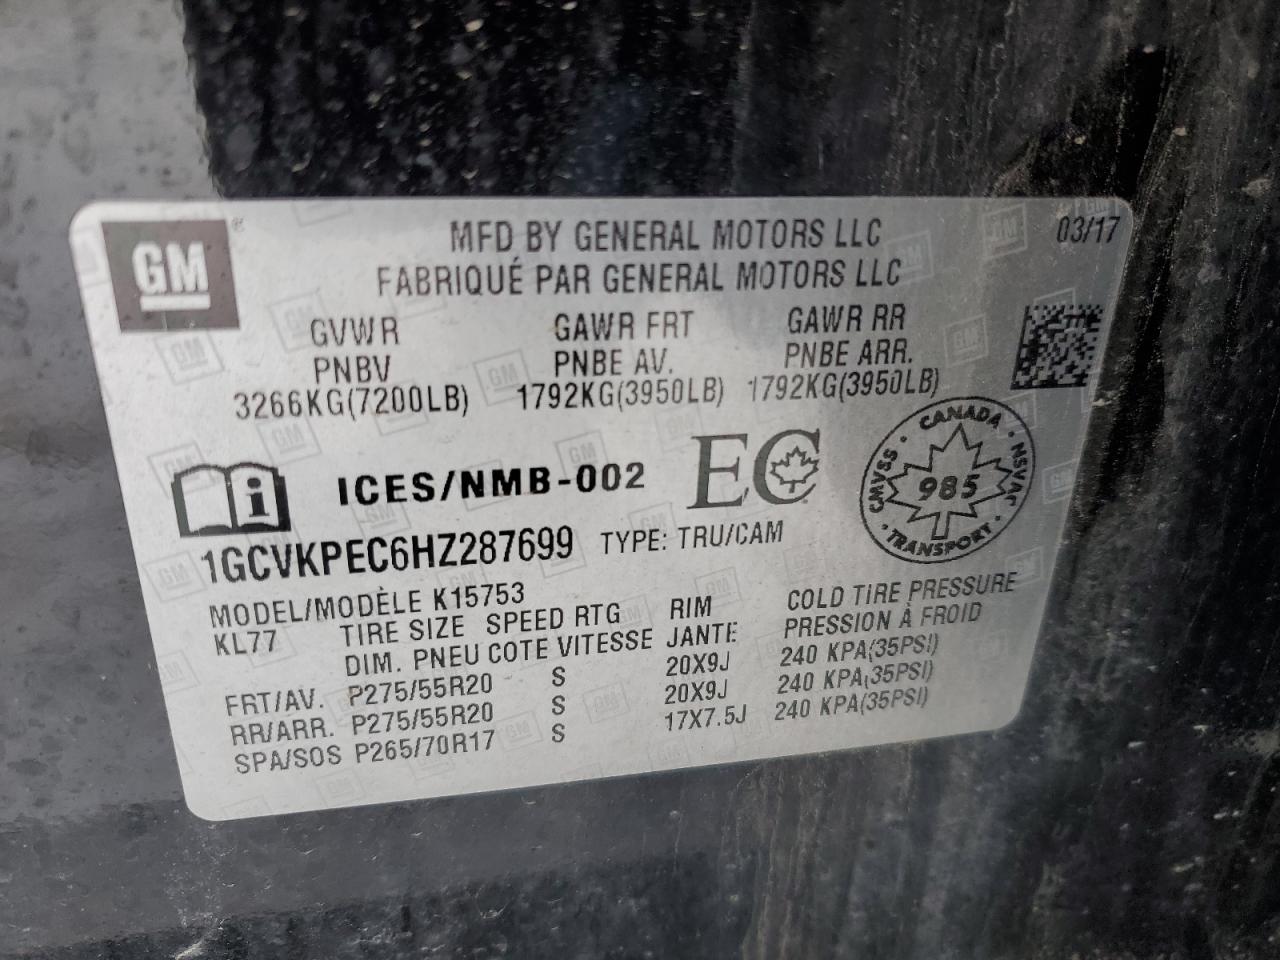 GM®
MFD BY GENERAL MOTORS LLC 03/17
FABRIQUÉ PAR GENERAL MOTORS LLC
GVWR GAWR FRT GAWR RR
PNBV PNBE AV. PNBE ARR.
3266KG(7200LB) 1792KG(3950LB) 1792KG(3950LB)
i ICES/NMB-002 EC
CANADA
CMVSS · NSVAC
985
TRANSPORT
1GCVKPEC6HZ287699 TYPE: TRU/CAM
MODEL/MODÈLE K15753
KL77 TIRE SIZE SPEED RTG RIM COLD TIRE PRESSURE
DIM. PNEU COTE VITESSE JANTE PRESSION À FROID
FRT/AV. P275/55R20 S 20X9J 240 KPA(35PSI)
RR/ARR. P275/55R20 S 20X9J 240 KPA(35PSI)
SPA/SOS P265/70R17 S 17X7.5J 240 KPA(35PSI)